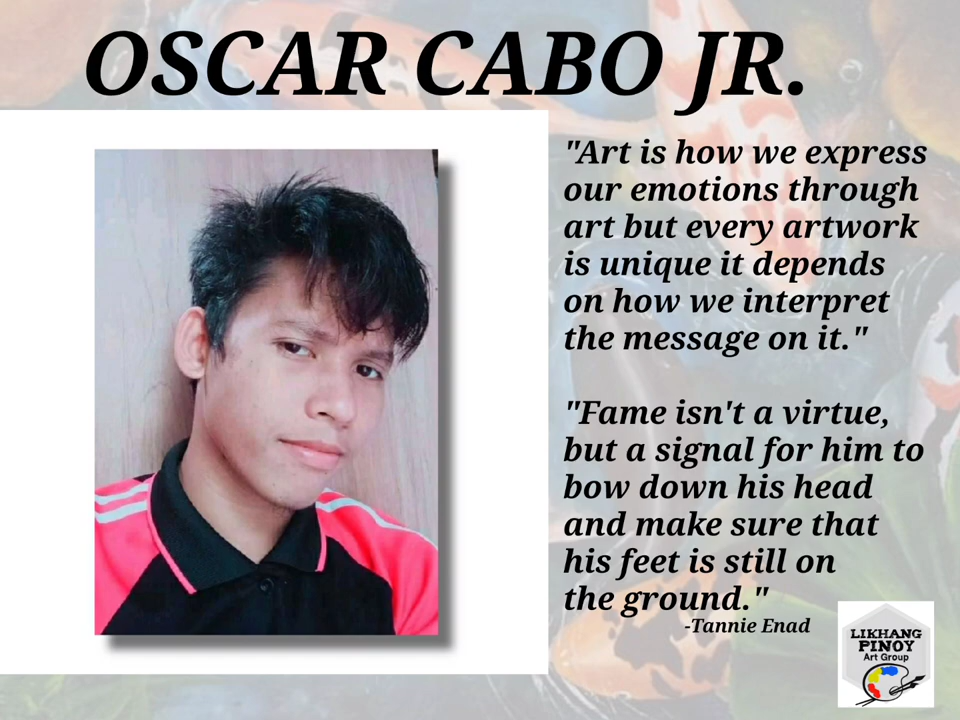 OSCAR CABO JR.
"Art is how we express
our emotions through
art but every artwork
is unique it depends
on how we interpret
the message on it."
"Fame isn't a virtue,
but a signal for him to
bow down his head
and make sure that
his feet is still on
the ground."
-Tannie Enad
LIKHANG
PINOY
Art Group